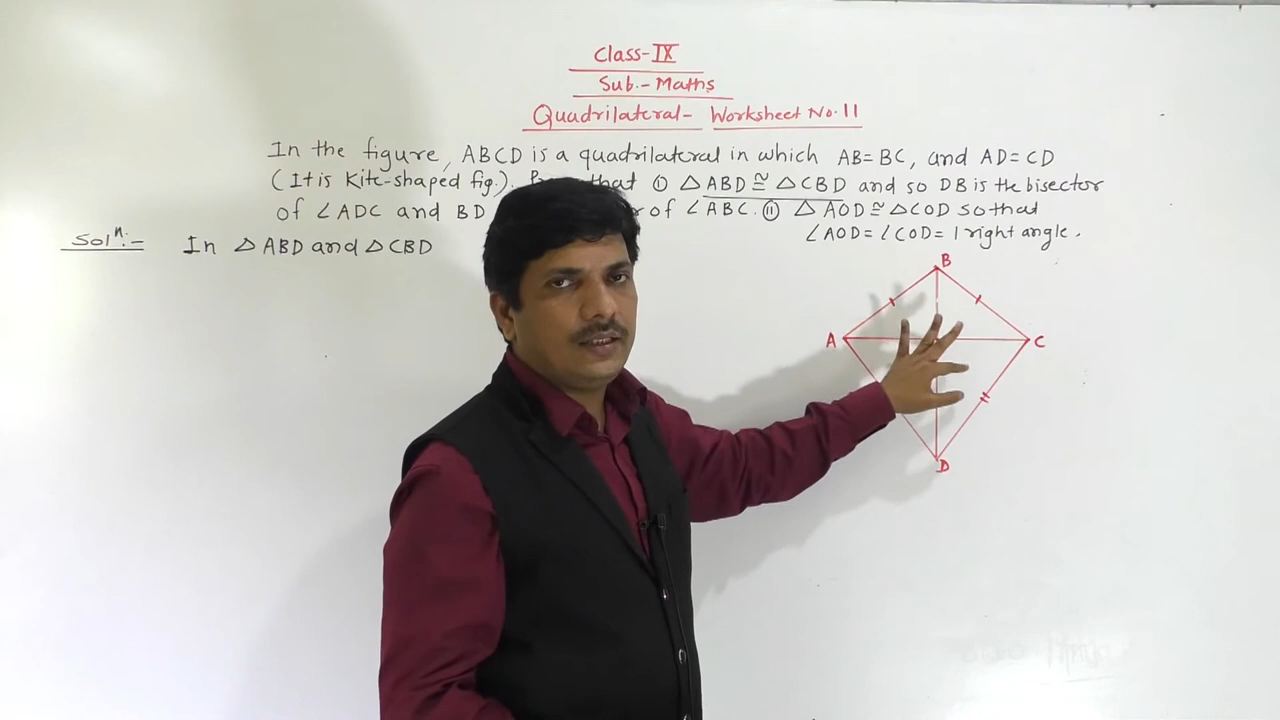 Class-IX
Sub.- Maths
Quadrilateral- Worksheet No.11
In the figure, ABCD is a quadrilateral in which AB=BC, and AD=CD
(It is Kite-shaped fig.). that ① △ABD ≅ △CBD and so DB is the bisector
of ∠ADC and BD of ∠ABC. ② △AOD ≅ △COD so that
∠AOD = ∠COD = 1 right angle.
Solⁿ:- In △ABD and △CBD
B
A
C
D